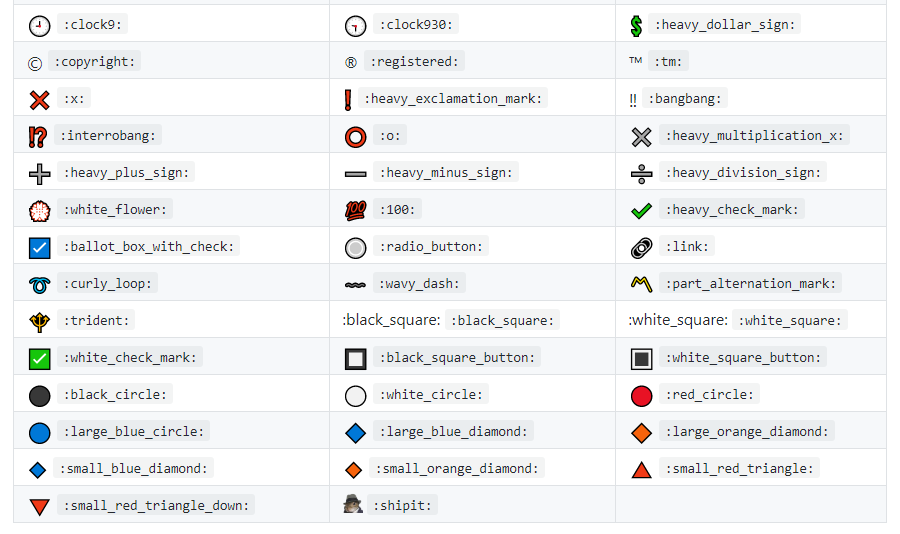 :clock9: :clock930: :heavy_dollar_sign:
© :copyright: ® :registered: ™ :tm:
:x: :heavy_exclamation_mark: ‼ :bangbang:
:interrobang: :o: :heavy_multiplication_x:
:heavy_plus_sign: :heavy_minus_sign: :heavy_division_sign:
:white_flower: 100 :100: :heavy_check_mark:
:ballot_box_with_check: :radio_button: :link:
:curly_loop: :wavy_dash: :part_alternation_mark:
:trident: :black_square: :black_square: :white_square: :white_square:
:white_check_mark: :black_square_button: :white_square_button:
:black_circle: :white_circle: :red_circle:
:large_blue_circle: :large_blue_diamond: :large_orange_diamond:
:small_blue_diamond: :small_orange_diamond: :small_red_triangle:
:small_red_triangle_down: :shipit: